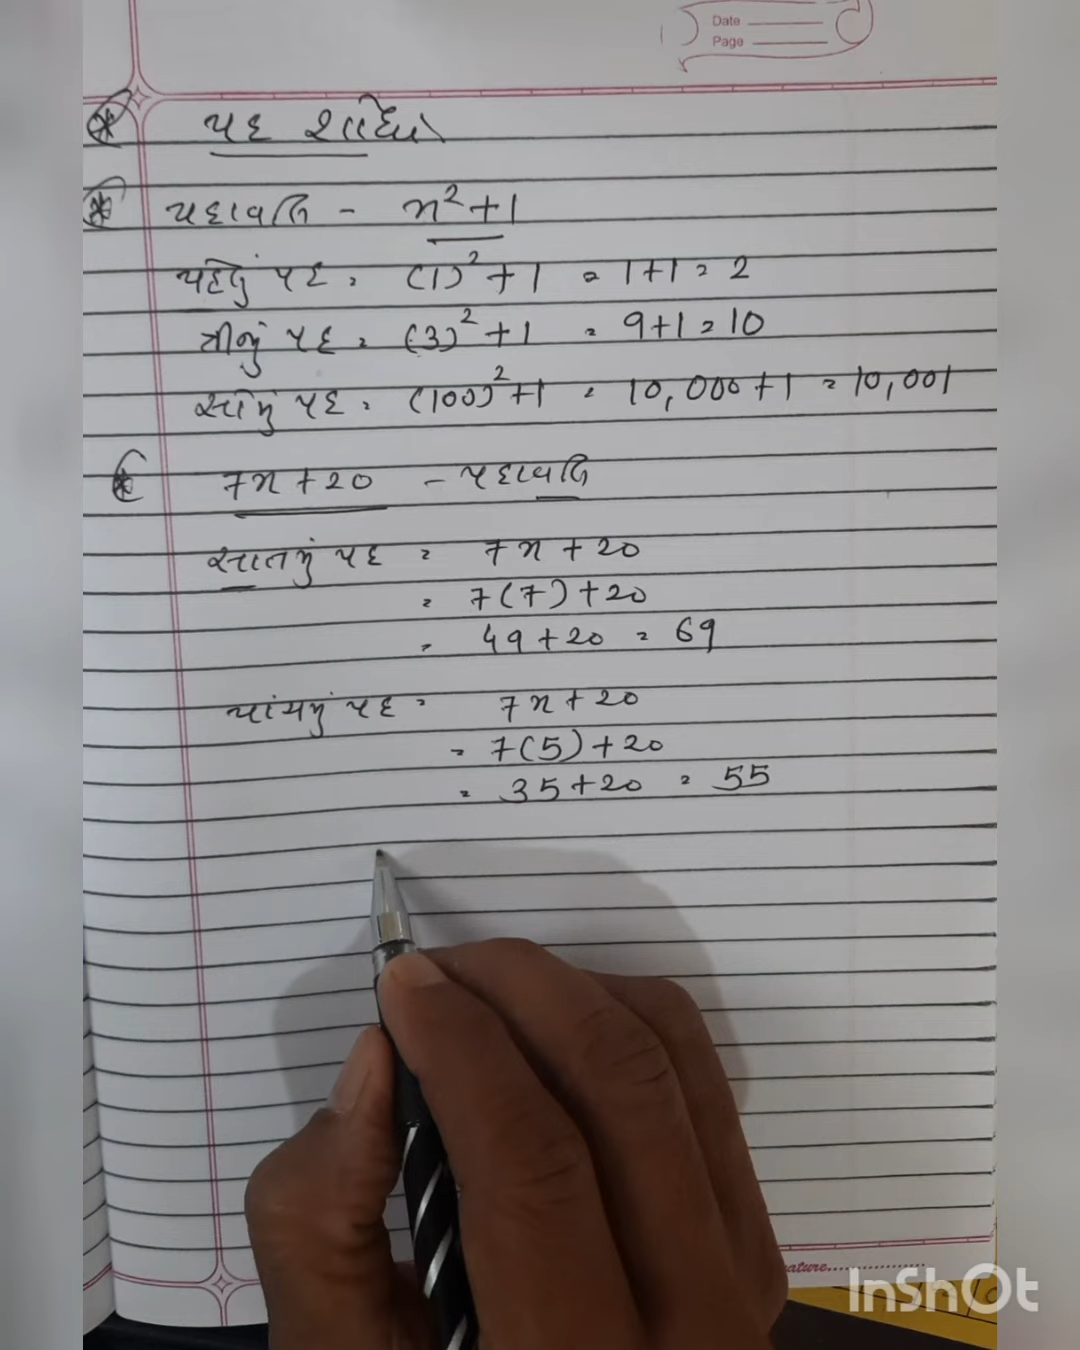 Date
Page
પદ શોધો
પદાવલિ - n²+1
પહેલું પદ = (1)²+1 = 1+1 = 2
ત્રીજું પદ = (3)²+1 = 9+1 = 10
સોમું પદ = (100)²+1 = 10,000+1 = 10,001
7n+20 - પદાવલિ
સાતમું પદ = 7n+20
= 7(7)+20
= 49+20 = 69
પાંચમું પદ = 7n+20
= 7(5)+20
= 35+20 = 55
InShOt